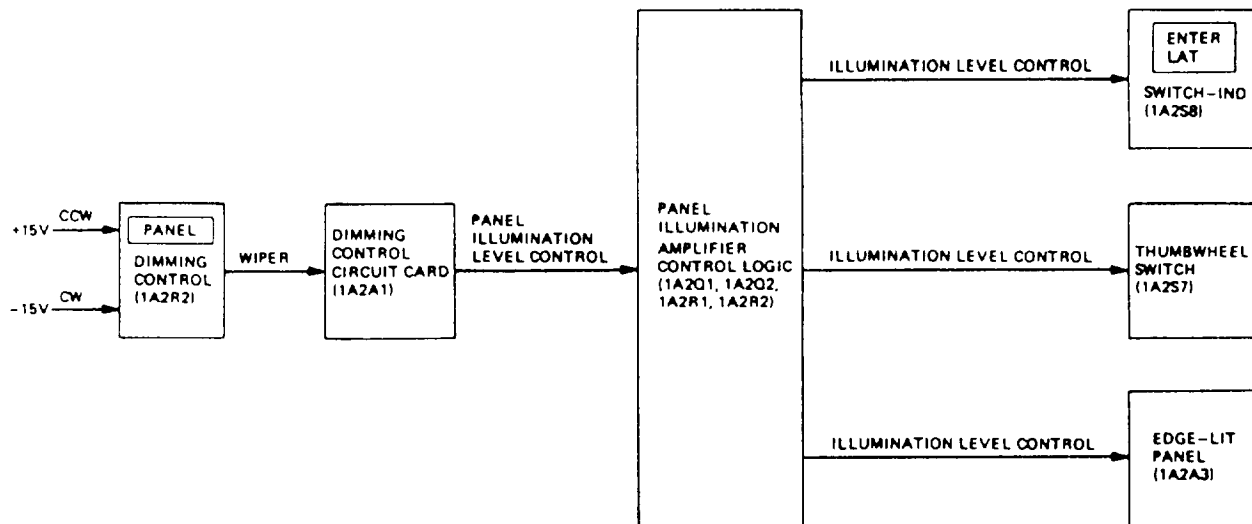 +15V
CCW
-15V
CW
PANEL
DIMMING
CONTROL
(1A2R2)
WIPER
DIMMING
CONTROL
CIRCUIT CARD
(1A2A1)
PANEL
ILLUMINATION
LEVEL CONTROL
PANEL
ILLUMINATION
AMPLIFIER
CONTROL LOGIC
(1A2Q1, 1A2Q2,
1A2R1, 1A2R2)
ILLUMINATION LEVEL CONTROL
ENTER
LAT
SWITCH-IND
(1A2S8)
ILLUMINATION LEVEL CONTROL
THUMBWHEEL
SWITCH
(1A2S7)
ILLUMINATION LEVEL CONTROL
EDGE-LIT
PANEL
(1A2A3)